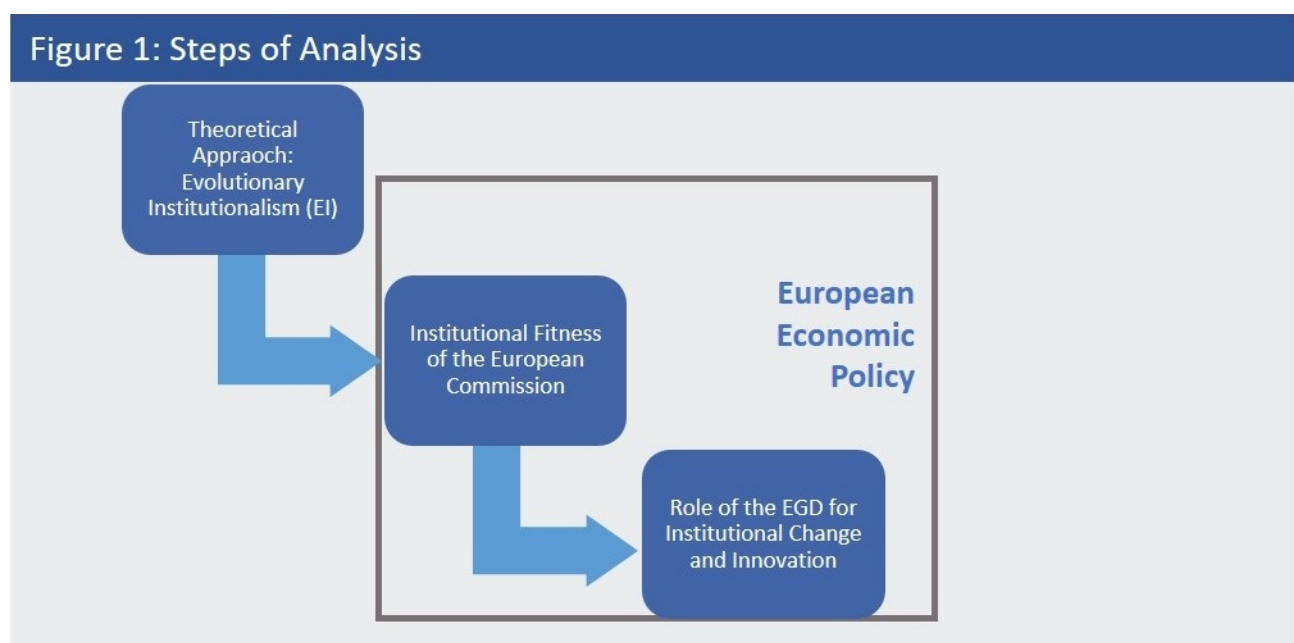 Figure 1: Steps of Analysis
Theoretical
Appraoch:
Evolutionary
Institutionalism (EI)
Institutional Fitness
of the European
Commission
European
Economic
Policy
Role of the EGD for
Institutional Change
and Innovation